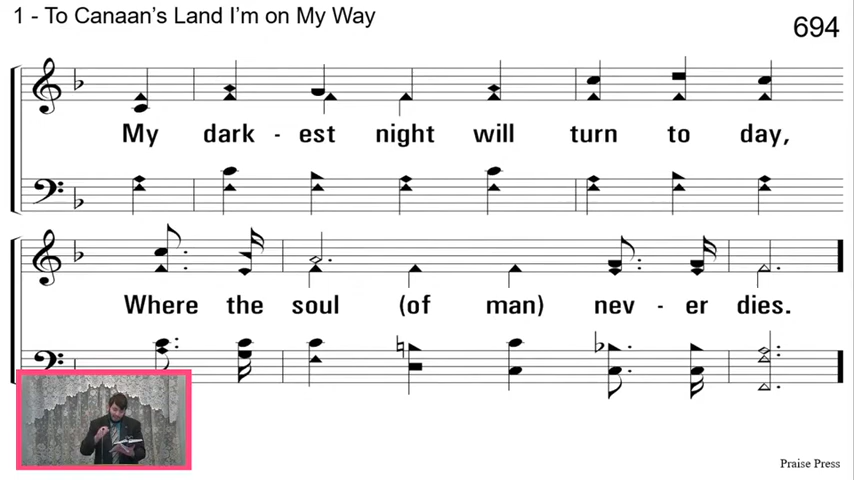 1 - To Canaan’s Land I’m on My Way
694
My dark - est night will turn to day,
Where the soul (of man) nev - er dies.
Praise Press